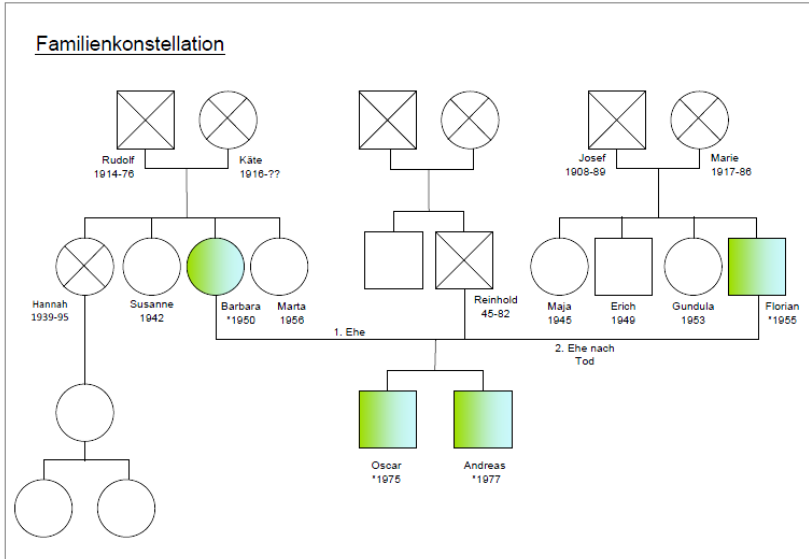 Familienkonstellation
Rudolf
1914-76
Käte
1916-??
Josef
1908-89
Marie
1917-86
Hannah
1939-95
Susanne
1942
Barbara
*1950
Marta
1956
Reinhold
45-82
Maja
1945
Erich
1949
Gundula
1953
Florian
*1955
1. Ehe
2. Ehe nach
Tod
Oscar
*1975
Andreas
*1977